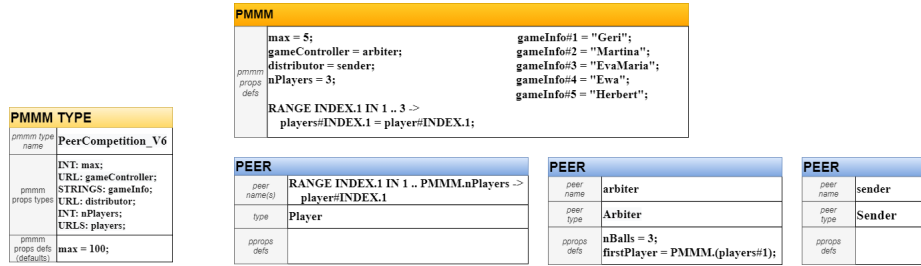 PMMM
pmmm props defs
max = 5;
gameController = arbiter;
distributor = sender;
nPlayers = 3;
RANGE INDEX.1 IN 1 .. 3 ->
players#INDEX.1 = player#INDEX.1;
gameInfo#1 = "Geri";
gameInfo#2 = "Martina";
gameInfo#3 = "EvaMaria";
gameInfo#4 = "Ewa";
gameInfo#5 = "Herbert";
PMMM TYPE
pmmm type name
PeerCompetition_V6
pmmm props types
INT: max;
URL: gameController;
STRINGS: gameInfo;
URL: distributor;
INT: nPlayers;
URLS: players;
pmmm props defs (defaults)
max = 100;
PEER
peer name(s)
RANGE INDEX.1 IN 1 .. PMMM.nPlayers ->
player#INDEX.1
type
Player
pprops defs
PEER
peer name
arbiter
peer type
Arbiter
pprops defs
nBalls = 3;
firstPlayer = PMMM.(players#1);
PEER
peer name
sender
peer type
Sender
pprops defs